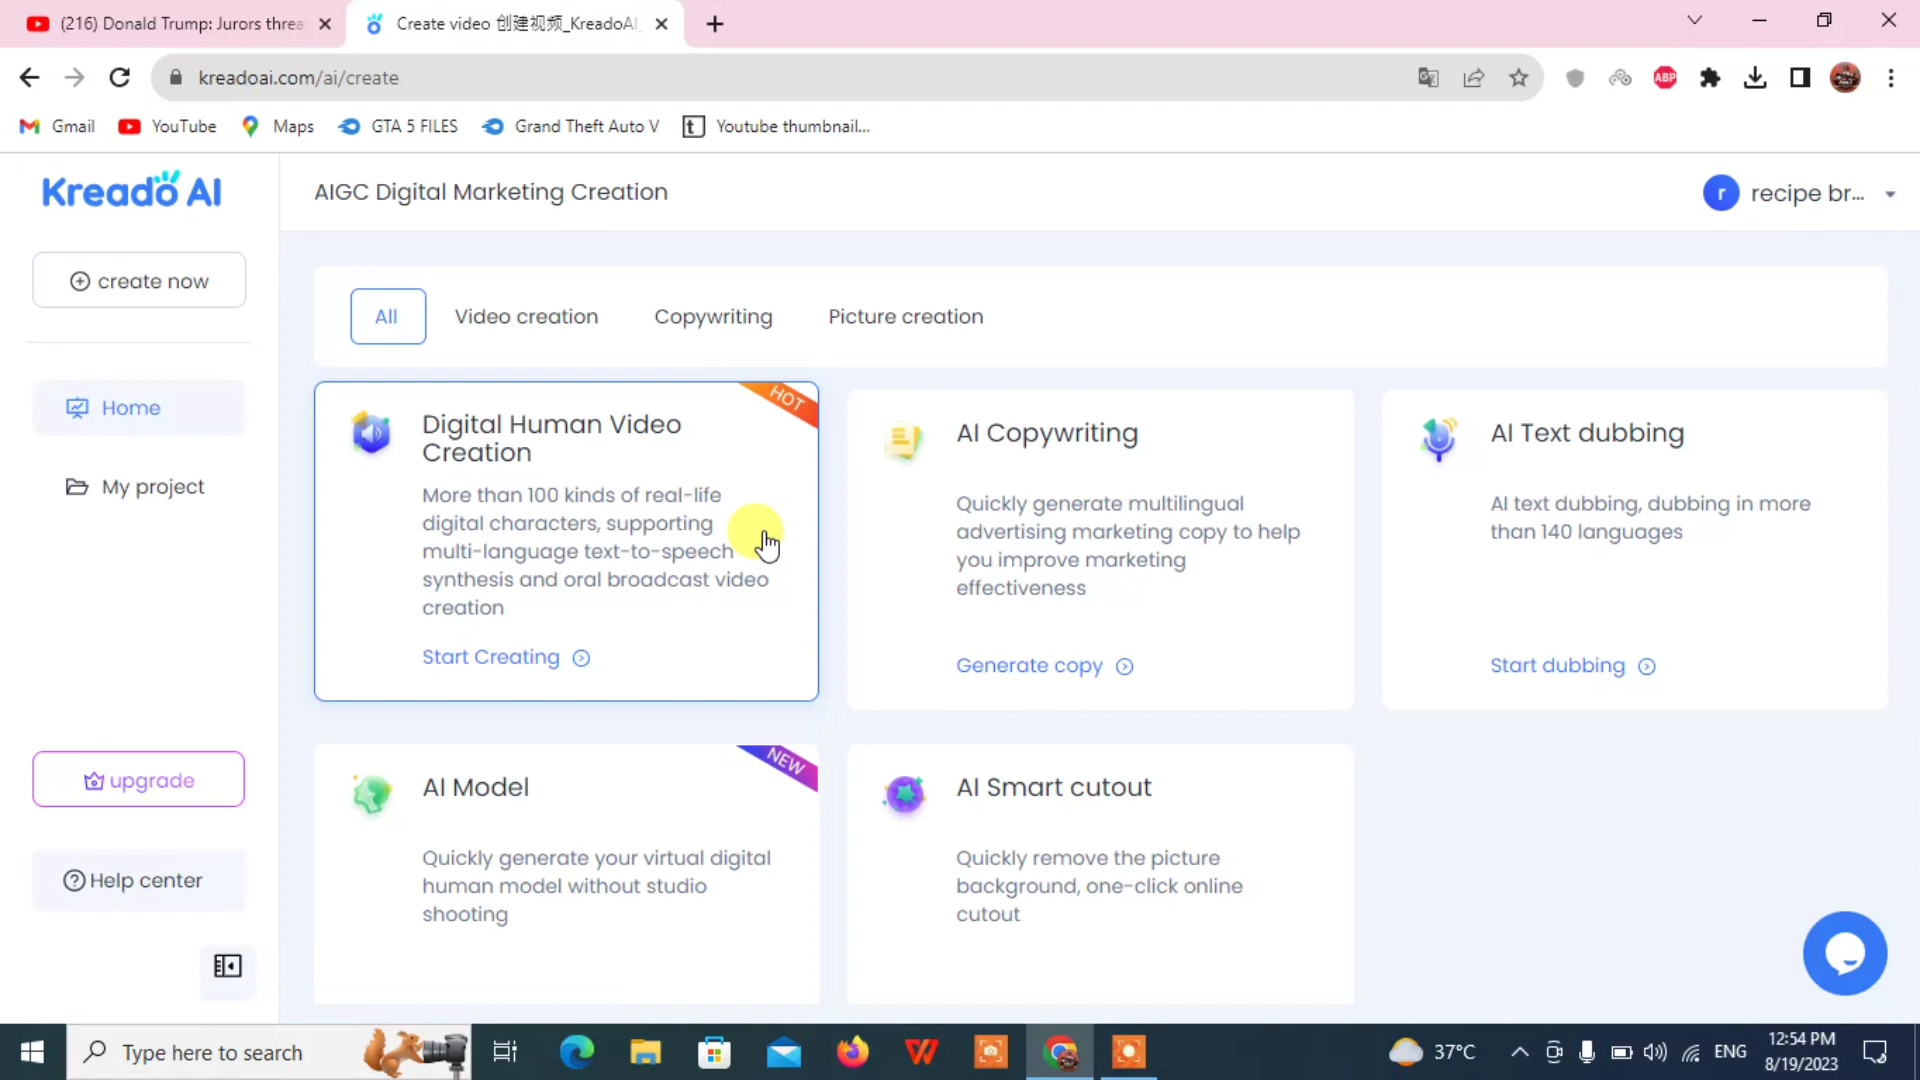 (216) Donald Trump: Jurors threa
Create video 创建视频_KreadoAI_
kreadoai.com/ai/create
ABP
Gmail
YouTube
Maps
GTA 5 FILES
Grand Theft Auto V
t
Youtube thumbnail...
Kreado AI
AIGC Digital Marketing Creation
r
recipe br...
create now
All
Video creation
Copywriting
Picture creation
Home
My project
HOT
Digital Human Video
Creation
More than 100 kinds of real-life
digital characters, supporting
multi-language text-to-speech
synthesis and oral broadcast video
creation
Start Creating
AI Copywriting
Quickly generate multilingual
advertising marketing copy to help
you improve marketing
effectiveness
Generate copy
AI Text dubbing
AI text dubbing, dubbing in more
than 140 languages
Start dubbing
NEW
AI Model
Quickly generate your virtual digital
human model without studio
shooting
AI Smart cutout
Quickly remove the picture
background, one-click online
cutout
upgrade
Help center
Type here to search
37°C
ENG
12:54 PM
8/19/2023